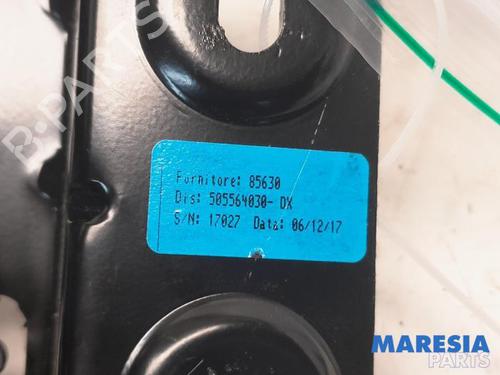 B-PARTS
Fornitore: 85630
Dis: 505564030- DX
S/N: 17027 Data: 06/12/17
MARESIA
PARTS